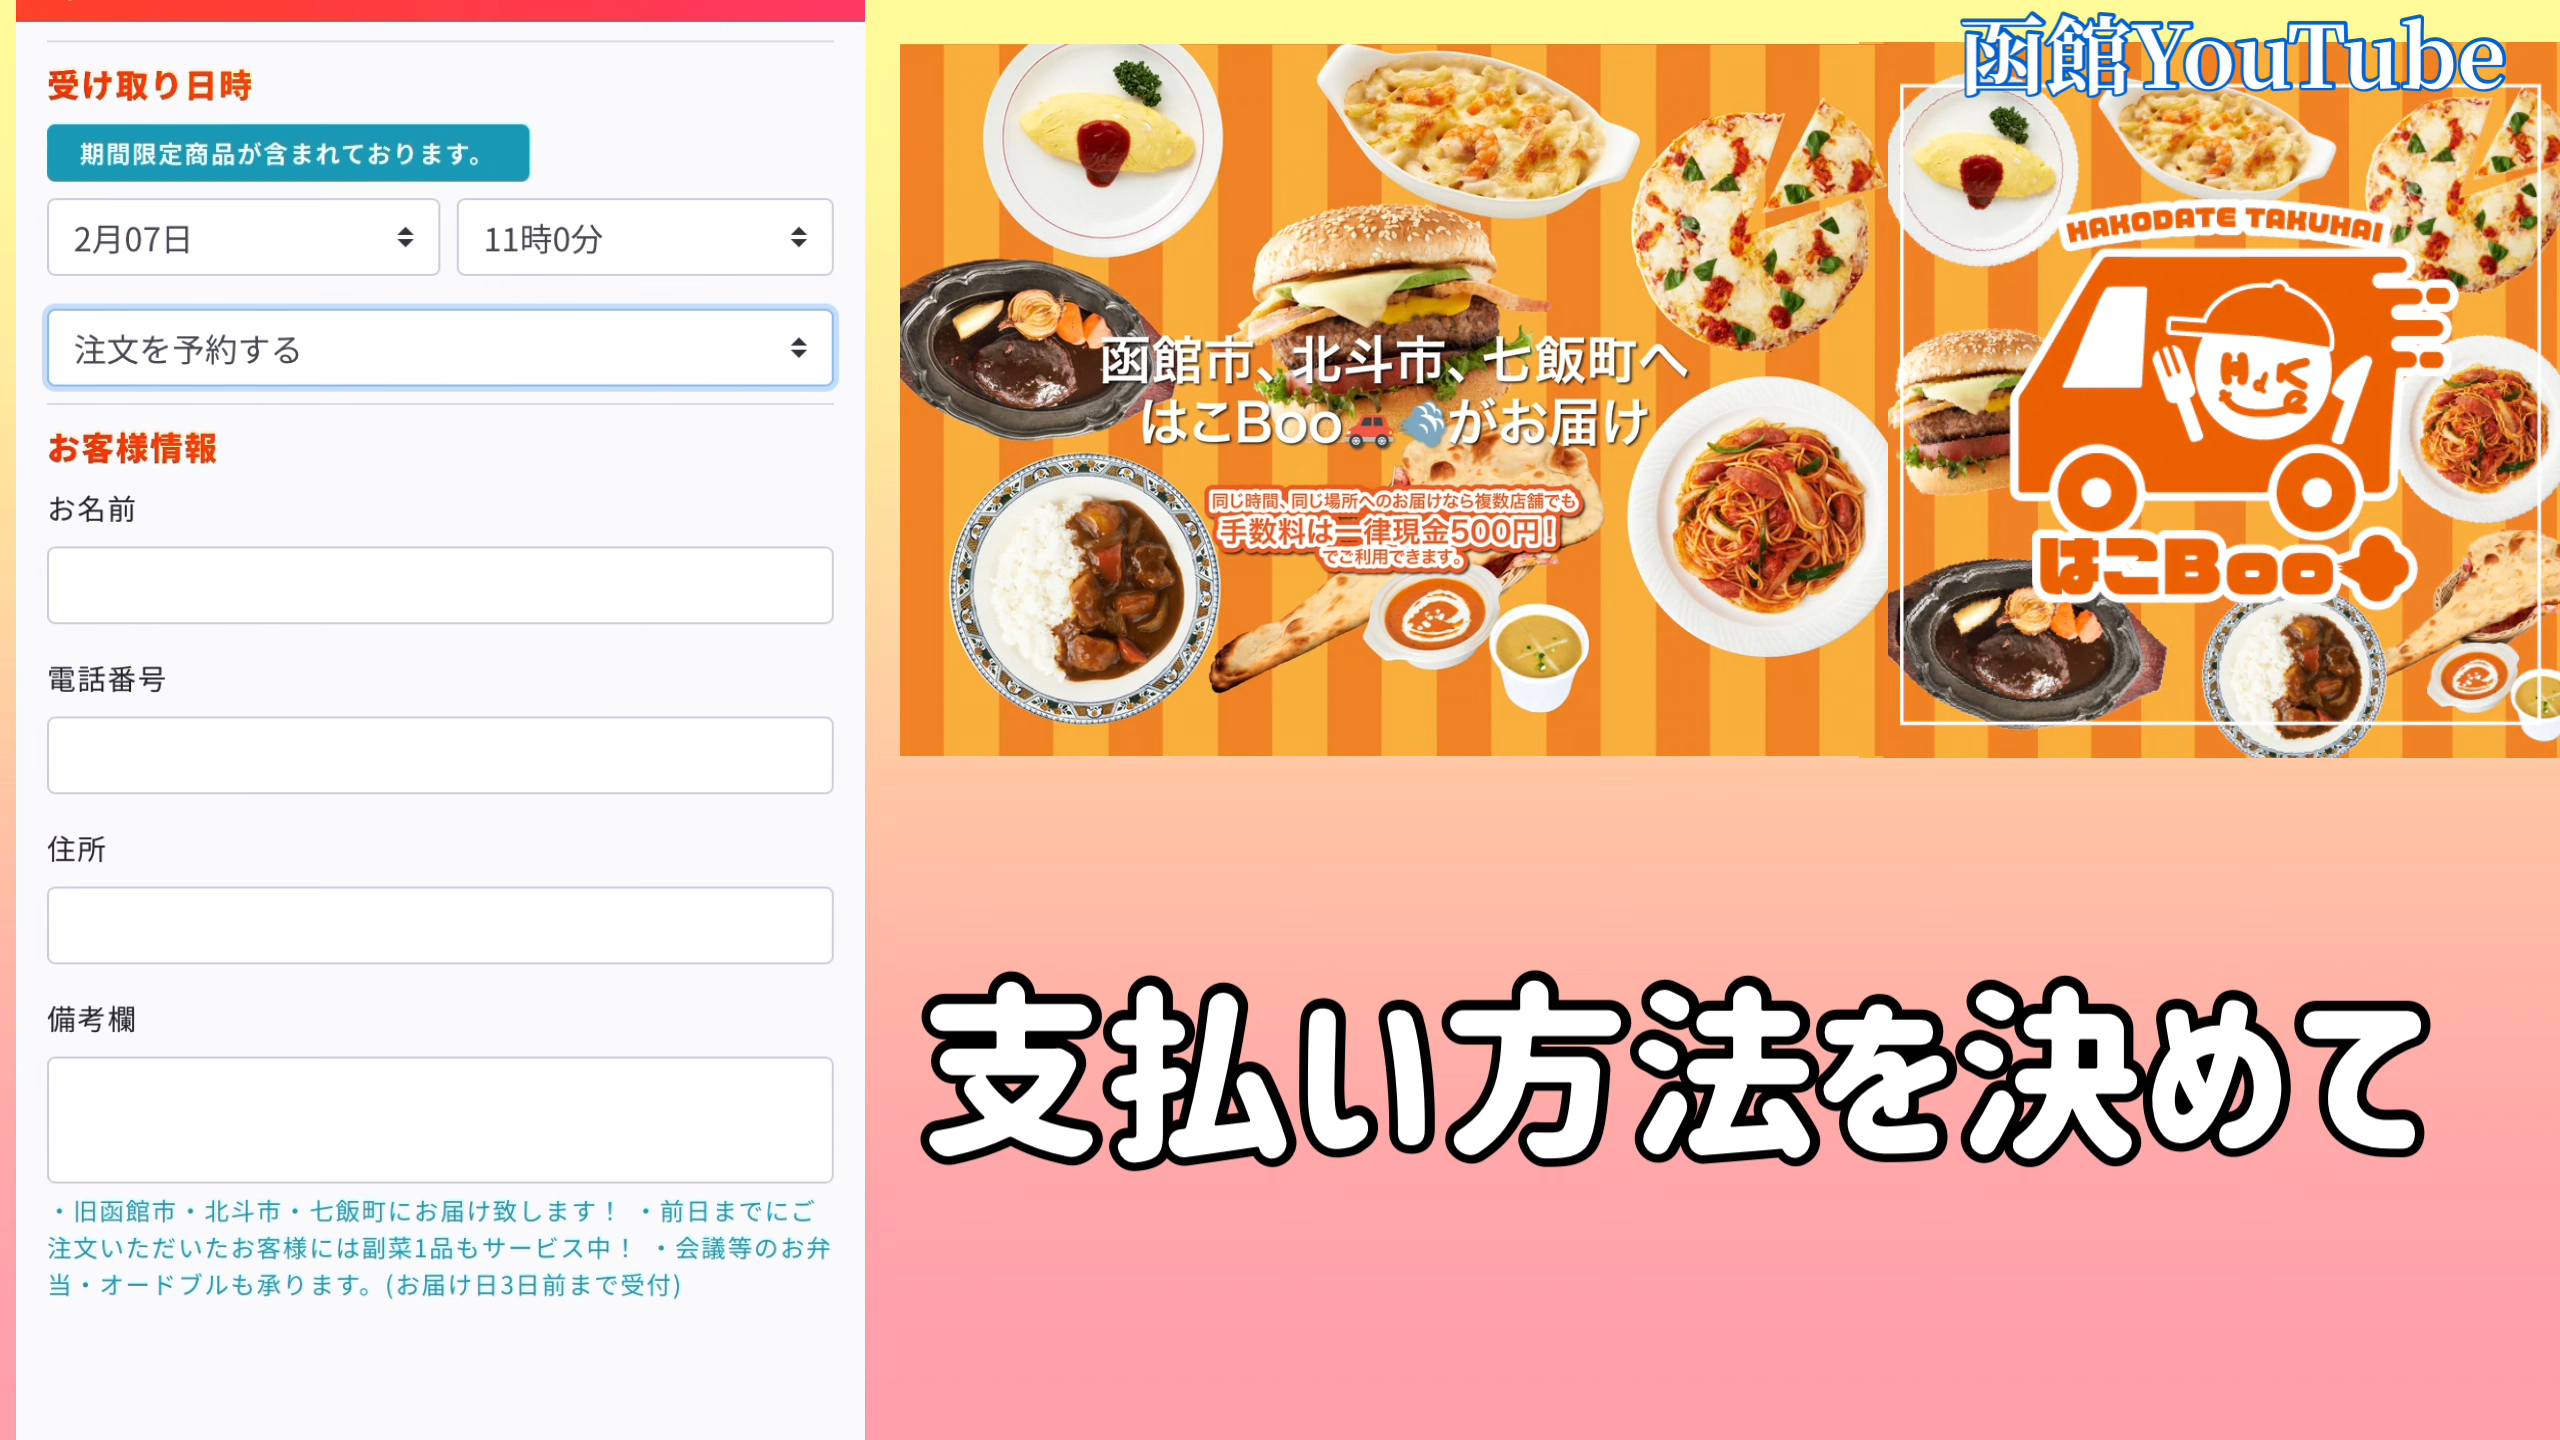 受け取り日時
期間限定商品が含まれております。
2月07日
11時0分
注文を予約する
お客様情報
お名前
電話番号
住所
備考欄
・旧函館市・北斗市・七飯町にお届け致します！ ・前日までにご
注文いただいたお客様には副菜1品もサービス中！ ・会議等のお弁
当・オードブルも承ります。(お届け日3日前まで受付)
函館市、北斗市、七飯町へ
はこBoo🚗💨がお届け
同じ時間、同じ場所へのお届けなら複数店舗でも
手数料は一律現金500円！
でご利用できます。
函館YouTube
HAKODATE TAKUHAI
HdKe
はこBoo
支払い方法を決めて